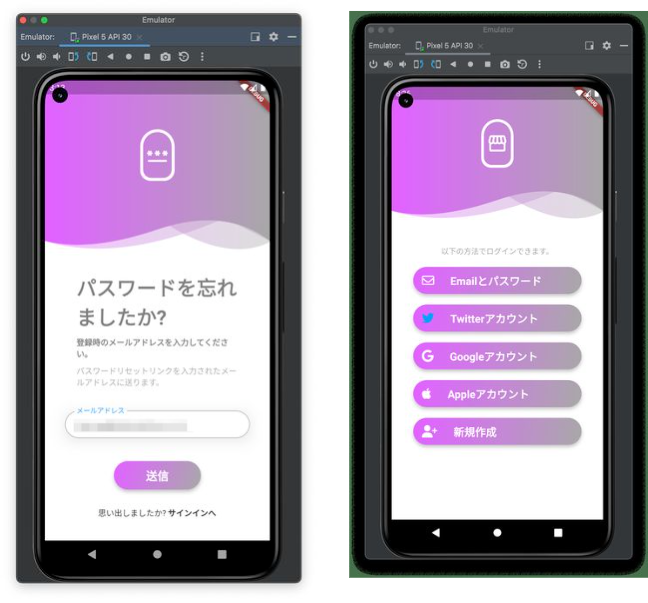 Emulator
Emulator: Pixel 5 API 30
DEBUG
パスワードを忘れ
ましたか?
登録時のメールアドレスを入力してくださ
い。
パスワードリセットリンクを入力されたメー
ルアドレスに送ります。
メールアドレス
送信
思い出しましたか? サインインへ
Emulator
Emulator: Pixel 5 API 30
DEBUG
以下の方法でログインできます。
Emailとパスワード
Twitterアカウント
Googleアカウント
Appleアカウント
新規作成